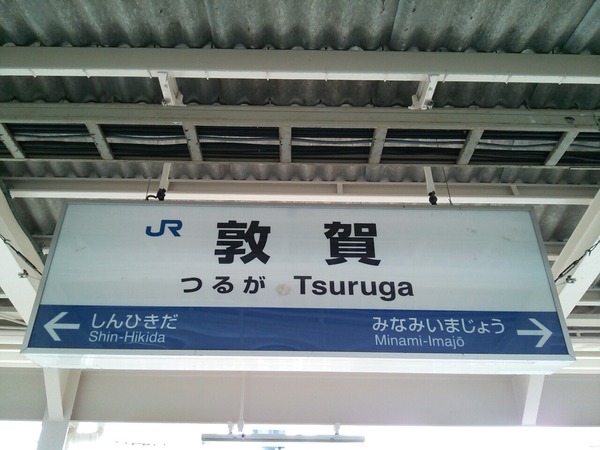 JR 敦賀
つるが Tsuruga
← しんひきだ みなみいまじょう →
Shin-Hikida Minami-Imajō